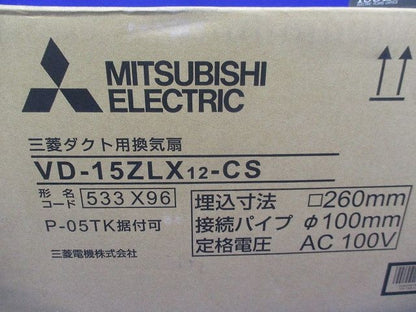 MITSUBISHI
ELECTRIC
三菱ダクト用換気扇
VD-15ZLX12-CS
形名コード 533X96
P-05TK据付可
三菱電機株式会社
埋込寸法 □260mm
接続パイプ φ100mm
定格電圧 AC 100V